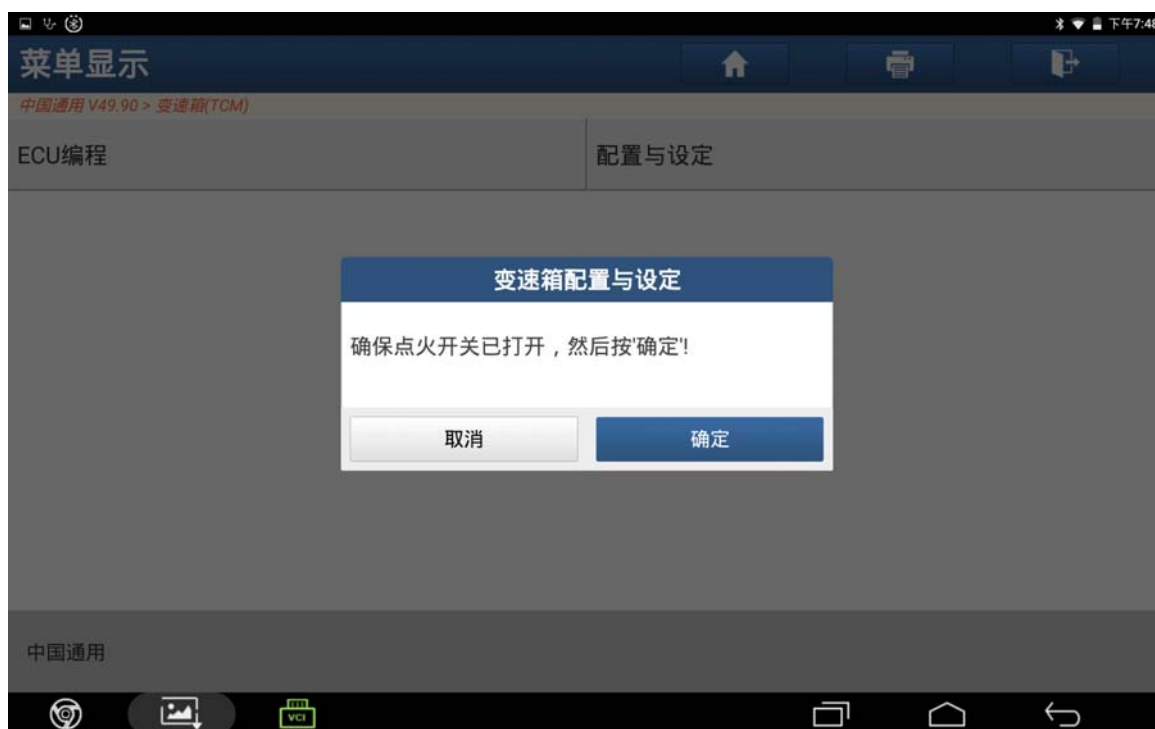 下午7:48
菜单显示
中国通用 V49.90 > 变速箱(TCM)
ECU编程
配置与设定
变速箱配置与设定
确保点火开关已打开，然后按'确定'!
取消
确定
中国通用
VCI